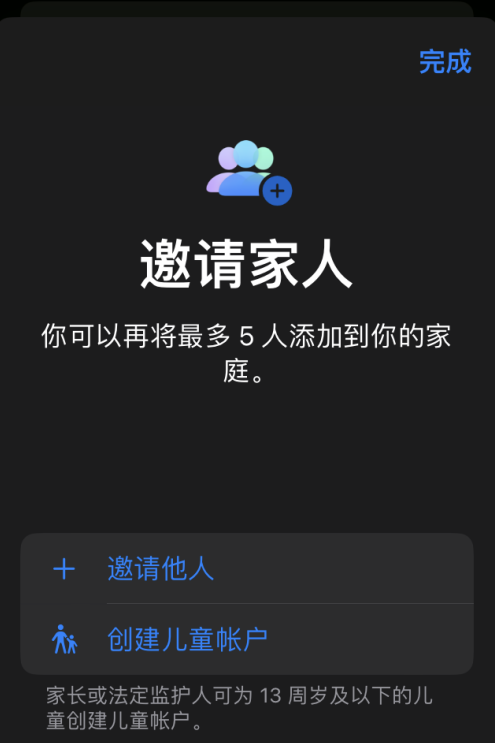 完成
邀请家人
你可以再将最多 5 人添加到你的家
庭。
邀请他人
创建儿童帐户
家长或法定监护人可为 13 周岁及以下的儿
童创建儿童帐户。